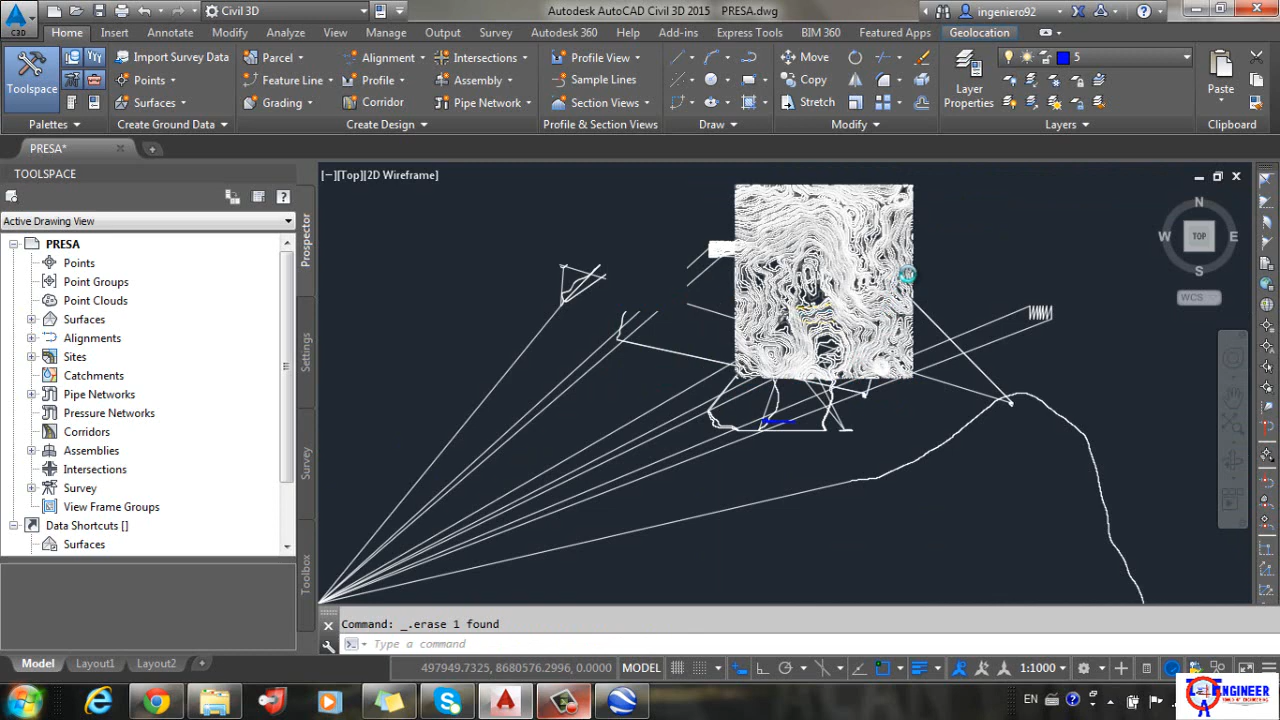 Civil 3D
Autodesk AutoCAD Civil 3D 2015 PRESA.dwg
ingeniero92
C3D
Home Insert Annotate Modify Analyze View Manage Output Survey Autodesk 360 Help Add-ins Express Tools BIM 360 Featured Apps Geolocation
Toolspace
Import Survey Data
Points
Surfaces
Parcel
Feature Line
Grading
Alignment
Profile
Corridor
Intersections
Assembly
Pipe Network
Profile View
Sample Lines
Section Views
Move
Copy
Stretch
5
Layer
Properties
Paste
Palettes Create Ground Data Create Design Profile & Section Views Draw Modify Layers Clipboard
PRESA*
TOOLSPACE
Active Drawing View
PRESA
Points
Point Groups
Point Clouds
Surfaces
Alignments
Sites
Catchments
Pipe Networks
Pressure Networks
Corridors
Assemblies
Intersections
Survey
View Frame Groups
Data Shortcuts []
Surfaces
Prospector
Settings
Survey
Toolbox
[−][Top][2D Wireframe]
N
W TOP E
S
WCS
Command: _.erase 1 found
Type a command
Model Layout1 Layout2 +
497949.7325, 8680576.2996, 0.0000 MODEL 1:1000
EN
ENGINEER